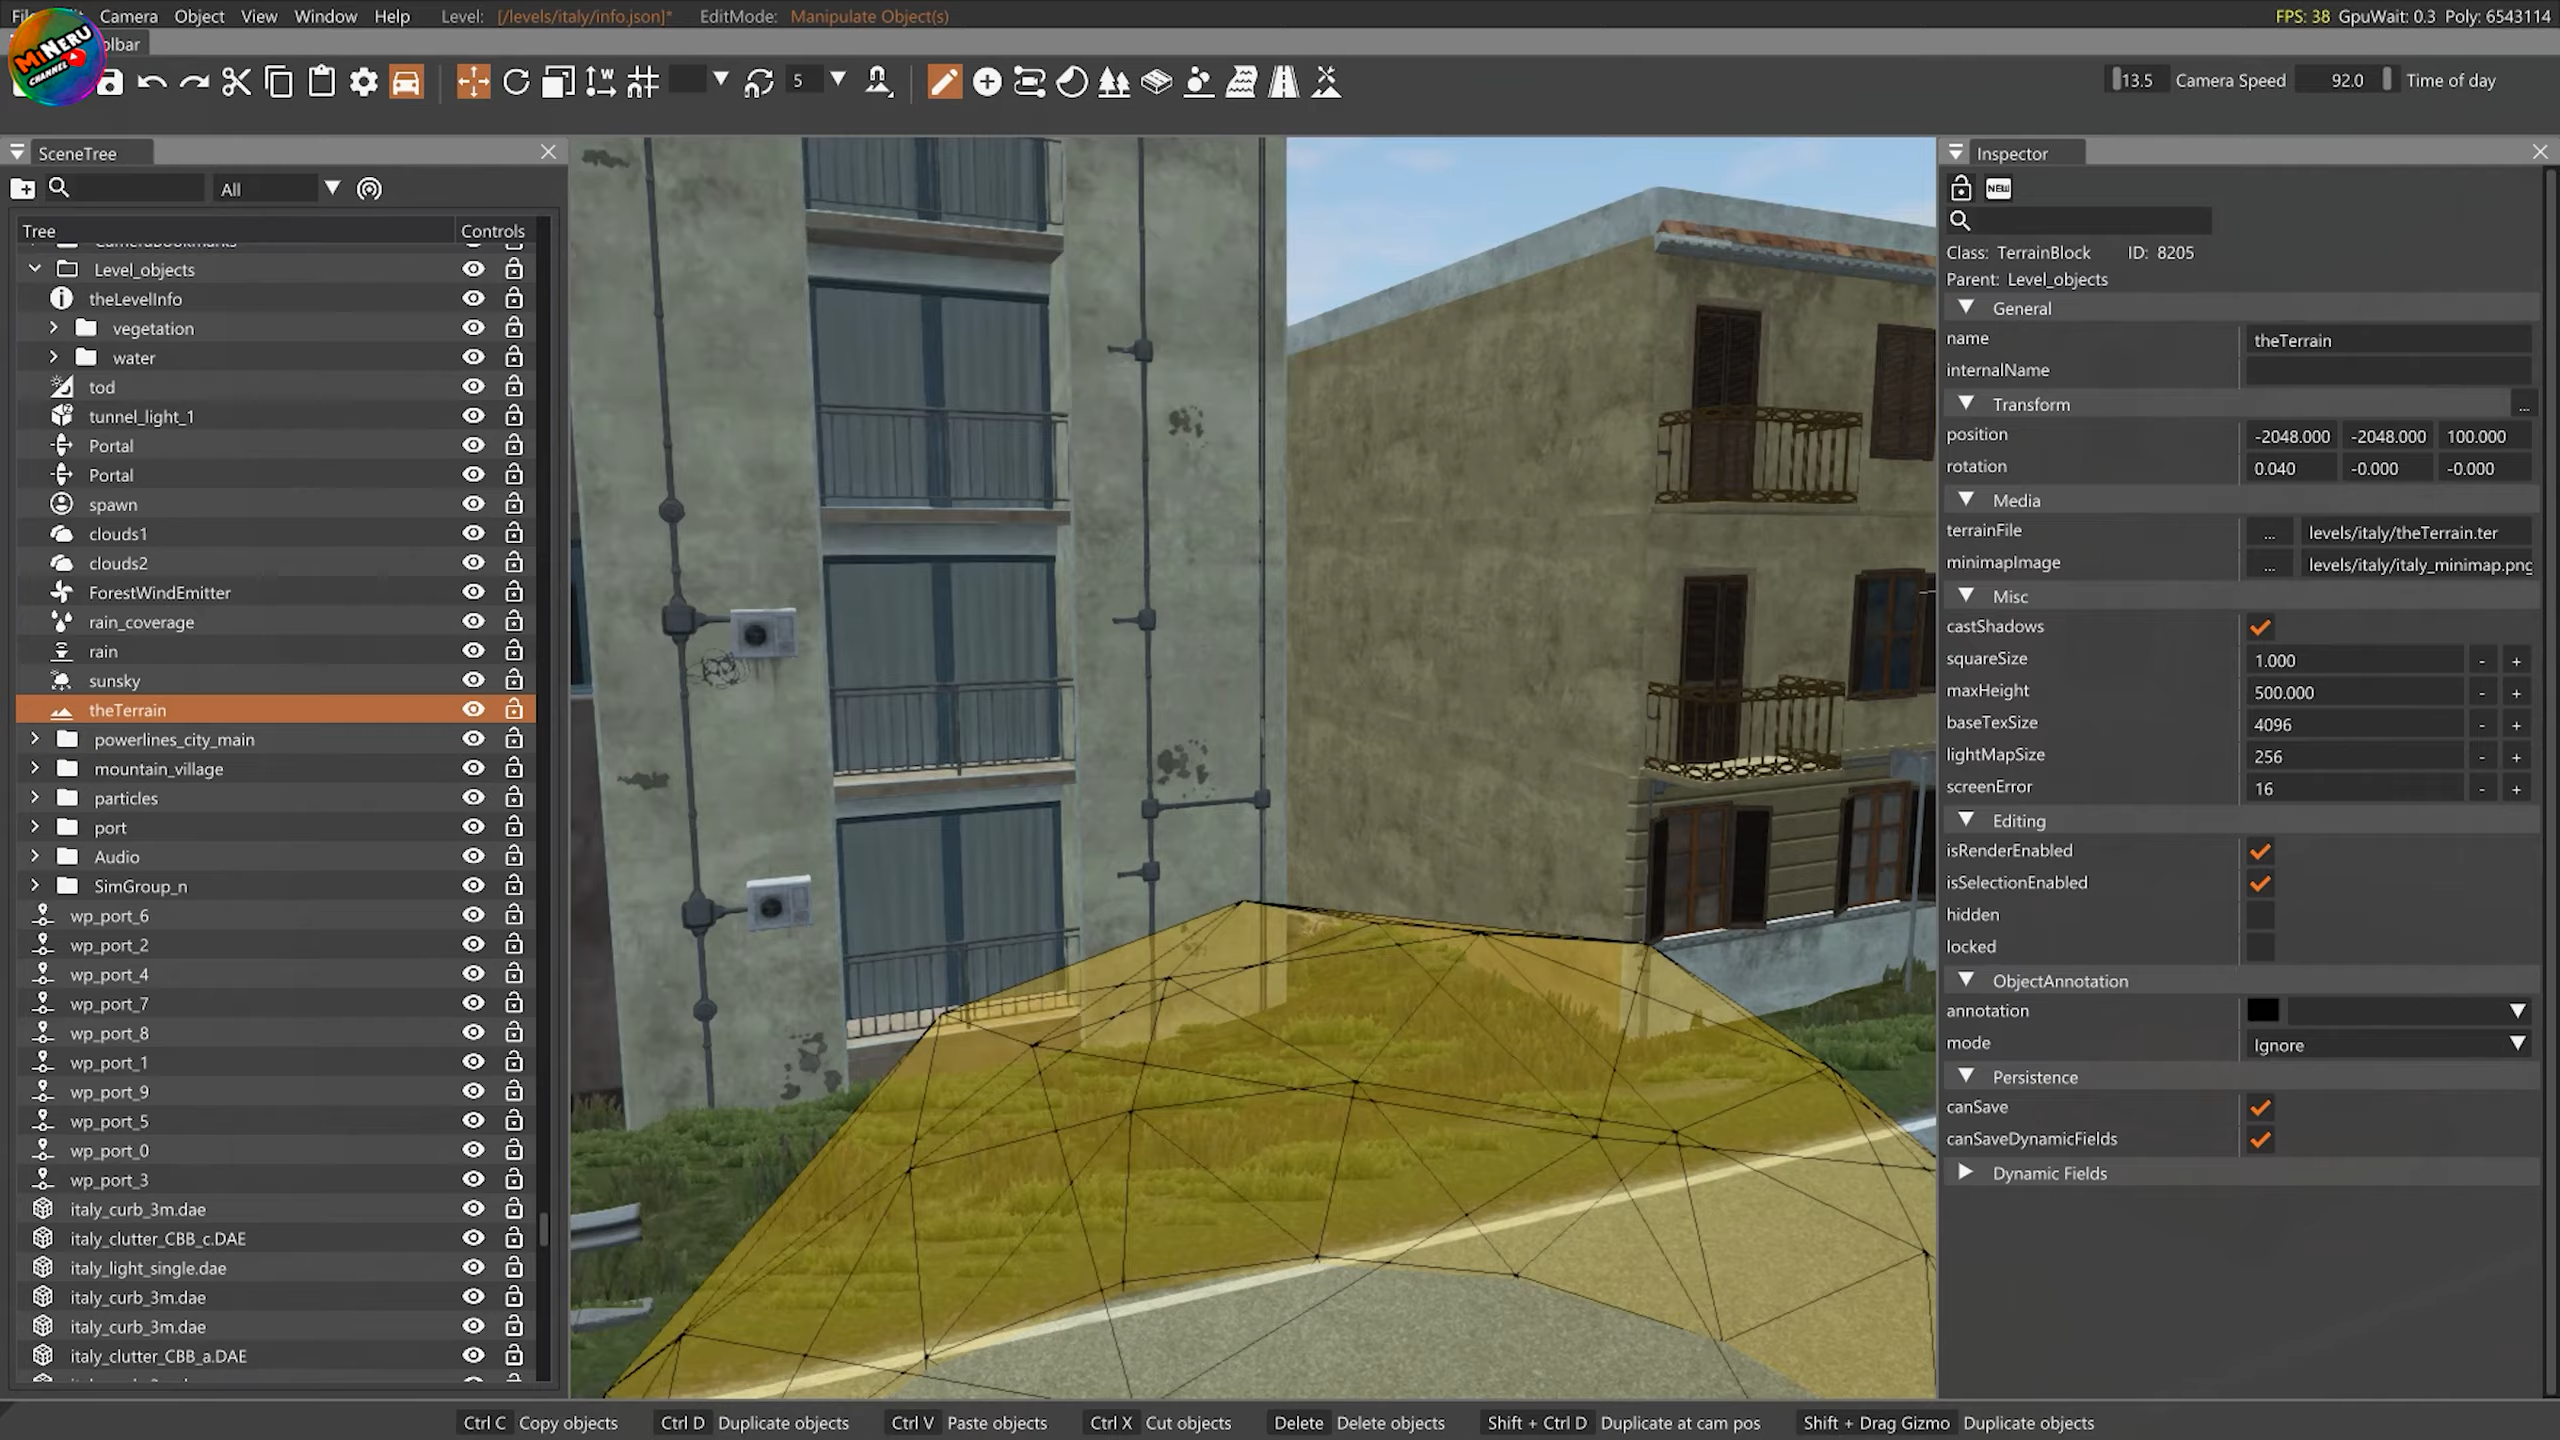 File
Camera
Object
View
Window
Help
Level:
[/levels/italy/info.json]*
EditMode:
Manipulate Object(s)
FPS: 38
GpuWait: 0.3
Poly: 6543114
MiNeRU
CHANNEL
5
13.5
Camera Speed
92.0
Time of day
SceneTree
All
Tree
Controls
CameraBookmarks
Level_objects
theLevelInfo
vegetation
water
tod
tunnel_light_1
Portal
Portal
spawn
clouds1
clouds2
ForestWindEmitter
rain_coverage
rain
sunsky
theTerrain
powerlines_city_main
mountain_village
particles
port
Audio
SimGroup_n
wp_port_6
wp_port_2
wp_port_4
wp_port_7
wp_port_8
wp_port_1
wp_port_9
wp_port_5
wp_port_0
wp_port_3
italy_curb_3m.dae
italy_clutter_CBB_c.DAE
italy_light_single.dae
italy_curb_3m.dae
italy_curb_3m.dae
italy_clutter_CBB_a.DAE
Inspector
NEW
Class: TerrainBlock ID: 8205
Parent: Level_objects
General
name theTerrain
internalName
Transform ...
position -2048.000 -2048.000 100.000
rotation 0.040 -0.000 -0.000
Media
terrainFile ... levels/italy/theTerrain.ter
minimapImage ... levels/italy/italy_minimap.png
Misc
castShadows
squareSize 1.000 - +
maxHeight 500.000 - +
baseTexSize 4096 - +
lightMapSize 256 - +
screenError 16 - +
Editing
isRenderEnabled
isSelectionEnabled
hidden
locked
ObjectAnnotation
annotation
mode Ignore
Persistence
canSave
canSaveDynamicFields
Dynamic Fields
Ctrl C Copy objects Ctrl D Duplicate objects Ctrl V Paste objects Ctrl X Cut objects Delete Delete objects Shift + Ctrl D Duplicate at cam pos Shift + Drag Gizmo Duplicate objects